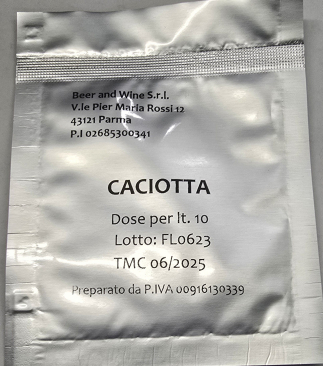 Beer and Wine S.r.l.
V.le Pier Maria Rossi 12
43121 Parma
P.I 02685300341
CACIOTTA
Dose per lt. 10
Lotto: FL0623
TMC 06/2025
Preparato da P.IVA 00916130339